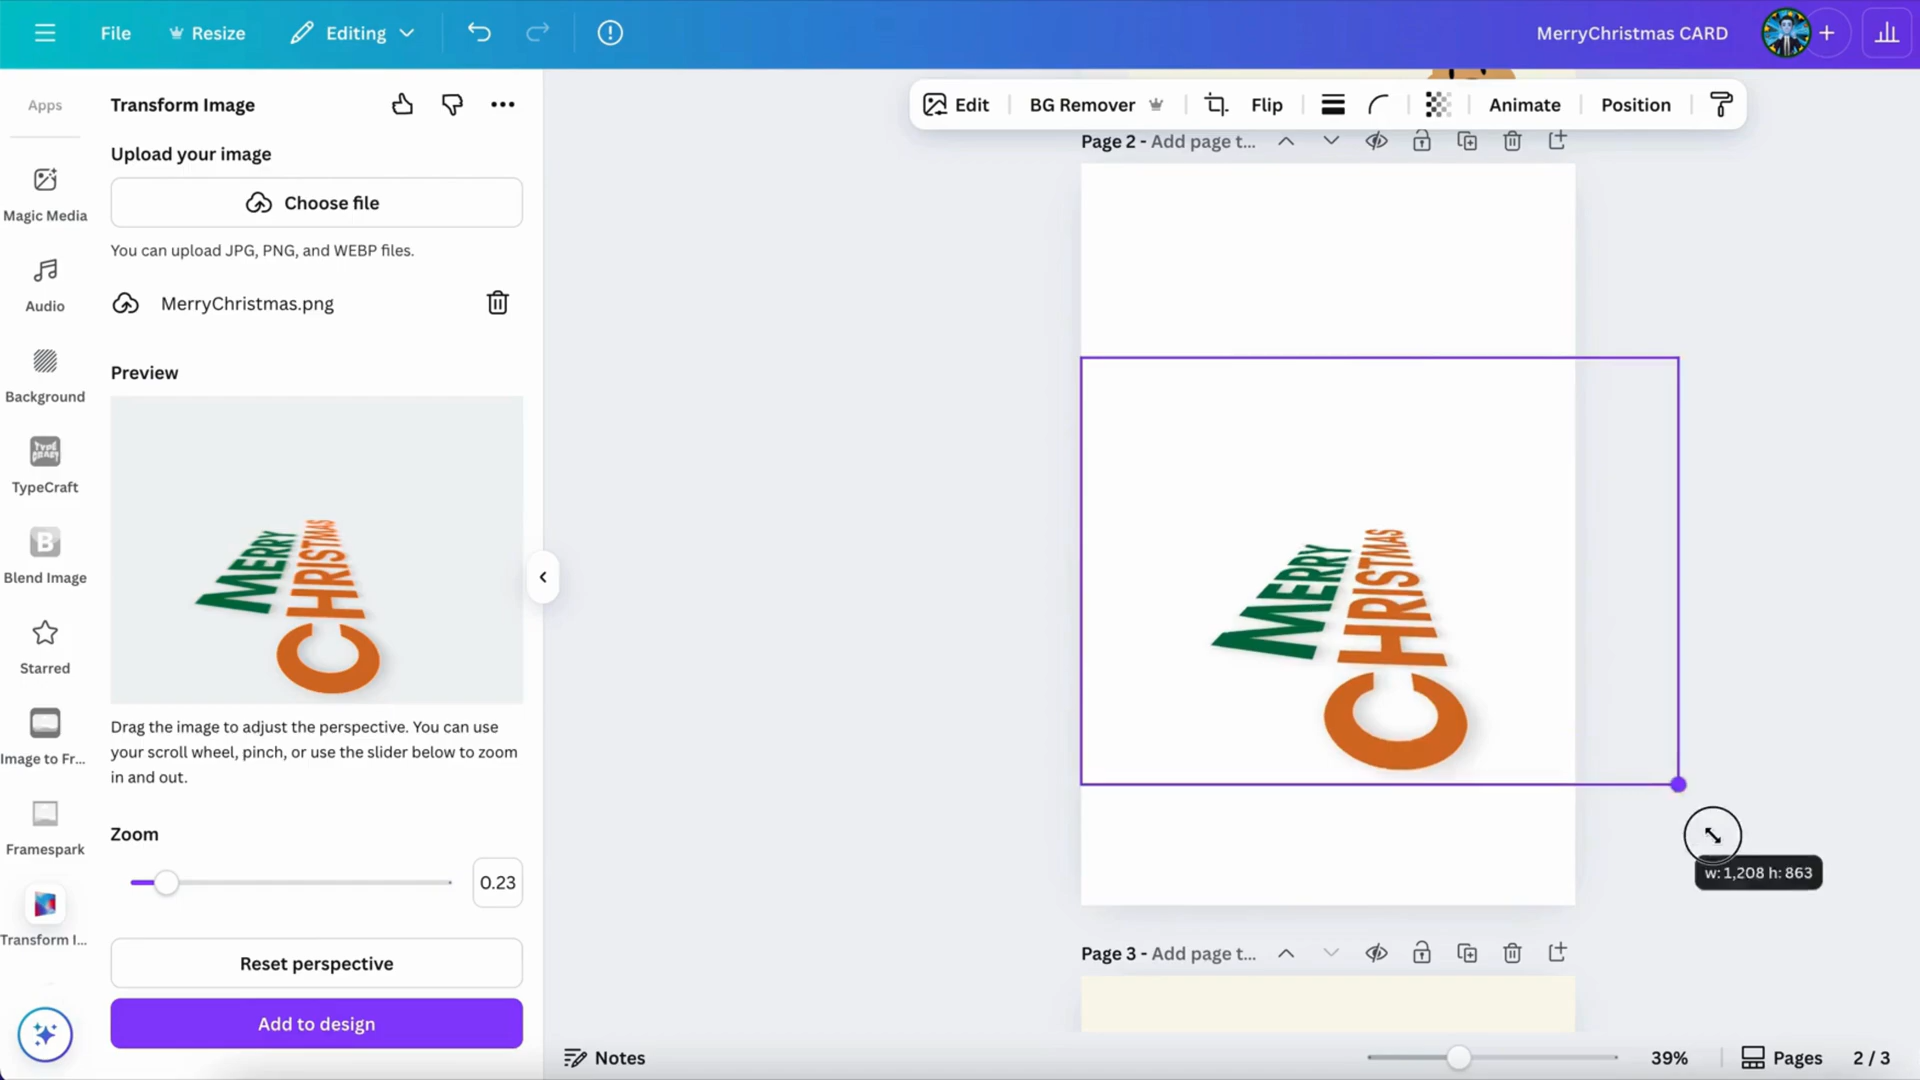 File
Resize
Editing
MerryChristmas CARD
Apps
Magic Media
Audio
Background
TYPE CRAFT
TypeCraft
B
Blend Image
Starred
Image to Fr...
Framespark
Transform I...
Transform Image
Upload your image
Choose file
You can upload JPG, PNG, and WEBP files.
MerryChristmas.png
Preview
MERRY
CHRISTMAS
Drag the image to adjust the perspective. You can use
your scroll wheel, pinch, or use the slider below to zoom
in and out.
Zoom
0.23
Reset perspective
Add to design
Edit
BG Remover
Flip
Animate
Position
Page 2 - Add page t...
MERRY
CHRISTMAS
w: 1,208 h: 863
Page 3 - Add page t...
Notes
39%
Pages
2 / 3